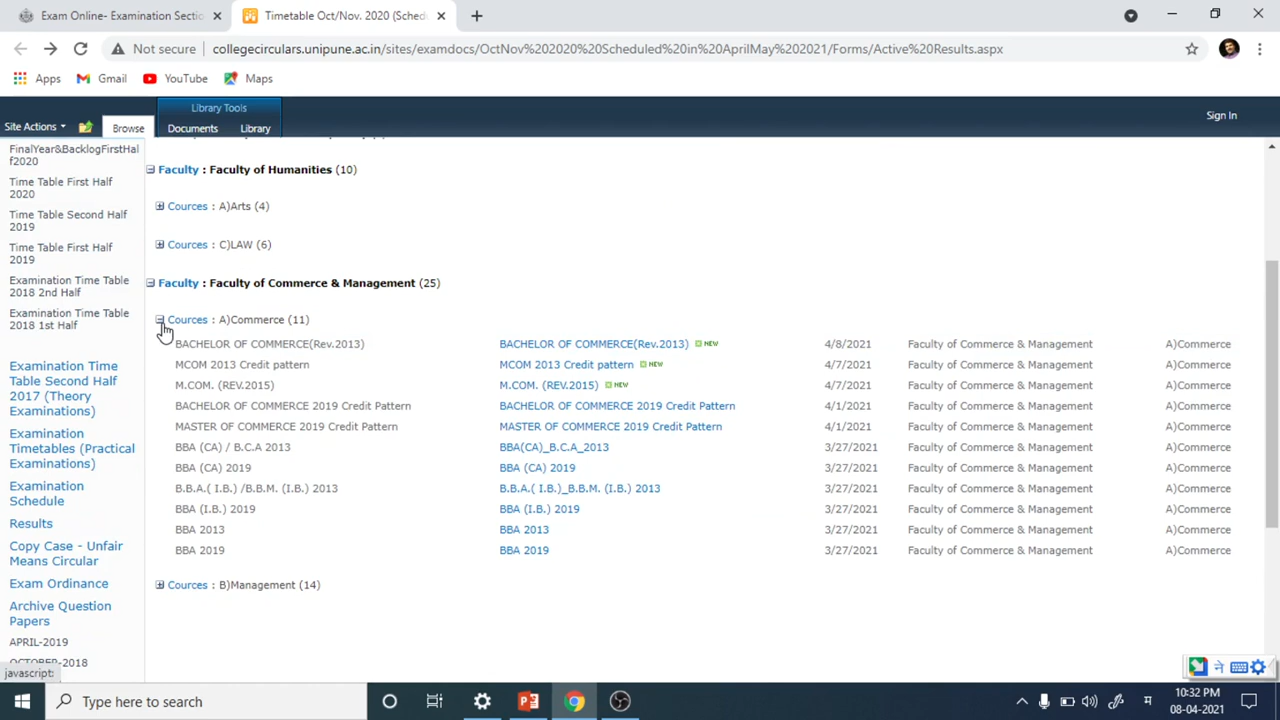 Exam Online- Examination Secti
Timetable Oct/Nov. 2020 (Sched
Not secure
collegecirculars.unipune.ac.in/sites/examdocs/OctNov%202020%20Scheduled%20in%20AprilMay%202021/Forms/Active%20Results.aspx
Apps
Gmail
YouTube
Maps
Library Tools
Site Actions
Browse
Documents
Library
Sign In
FinalYear&BacklogFirstHal
f2020
Time Table First Half
2020
Time Table Second Half
2019
Time Table First Half
2019
Examination Time Table
2018 2nd Half
Examination Time Table
2018 1st Half
Examination Time
Table Second Half
2017 (Theory
Examinations)
Examination
Timetables (Practical
Examinations)
Examination
Schedule
Results
Copy Case - Unfair
Means Circular
Exam Ordinance
Archive Question
Papers
APRIL-2019
OCTOBER-2018
javascript:
Faculty : Faculty of Humanities (10)
Cources : A)Arts (4)
Cources : C)LAW (6)
Faculty : Faculty of Commerce & Management (25)
Cources : A)Commerce (11)
BACHELOR OF COMMERCE(Rev.2013) BACHELOR OF COMMERCE(Rev.2013) NEW 4/8/2021 Faculty of Commerce & Management A)Commerce
MCOM 2013 Credit pattern MCOM 2013 Credit pattern NEW 4/7/2021 Faculty of Commerce & Management A)Commerce
M.COM. (REV.2015) M.COM. (REV.2015) NEW 4/7/2021 Faculty of Commerce & Management A)Commerce
BACHELOR OF COMMERCE 2019 Credit Pattern BACHELOR OF COMMERCE 2019 Credit Pattern 4/1/2021 Faculty of Commerce & Management A)Commerce
MASTER OF COMMERCE 2019 Credit Pattern MASTER OF COMMERCE 2019 Credit Pattern 4/1/2021 Faculty of Commerce & Management A)Commerce
BBA (CA) / B.C.A 2013 BBA(CA)_B.C.A_2013 3/27/2021 Faculty of Commerce & Management A)Commerce
BBA (CA) 2019 BBA (CA) 2019 3/27/2021 Faculty of Commerce & Management A)Commerce
B.B.A.( I.B.) /B.B.M. (I.B.) 2013 B.B.A.( I.B.)_B.B.M. (I.B.) 2013 3/27/2021 Faculty of Commerce & Management A)Commerce
BBA (I.B.) 2019 BBA (I.B.) 2019 3/27/2021 Faculty of Commerce & Management A)Commerce
BBA 2013 BBA 2013 3/27/2021 Faculty of Commerce & Management A)Commerce
BBA 2019 BBA 2019 3/27/2021 Faculty of Commerce & Management A)Commerce
Cources : B)Management (14)
Type here to search
10:32 PM
08-04-2021